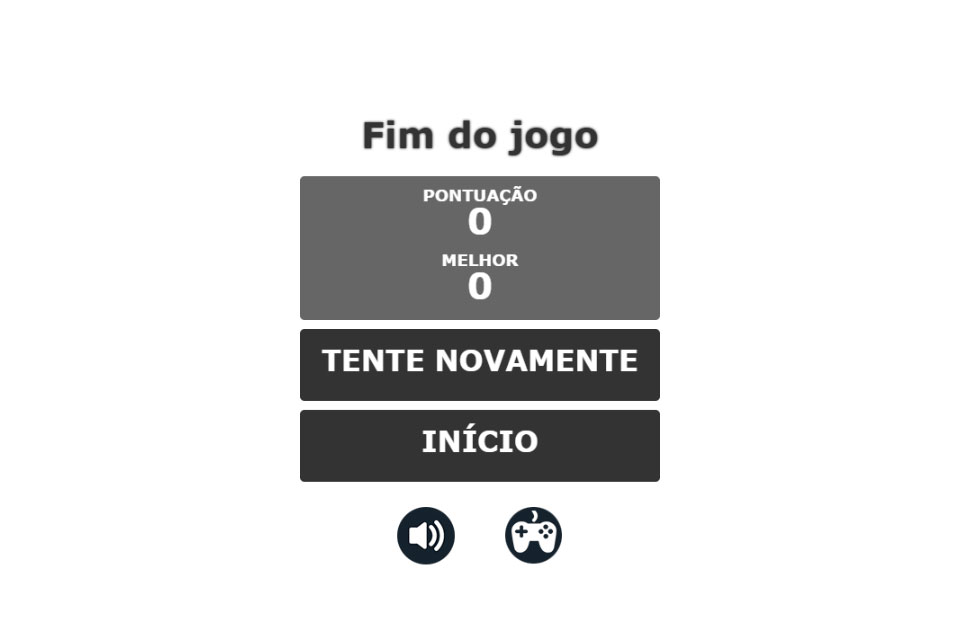 Fim do jogo
PONTUAÇÃO
0
MELHOR
0
TENTE NOVAMENTE
INÍCIO